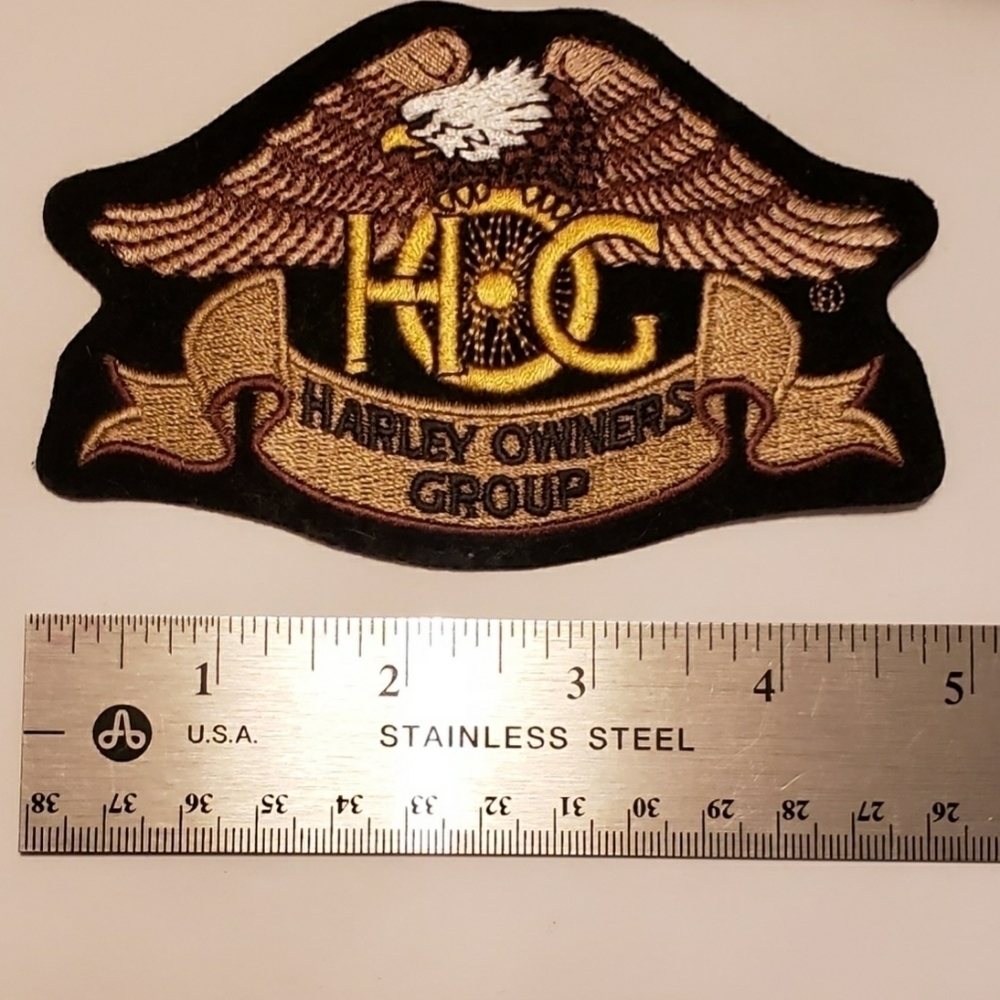 HOG
®
HARLEY OWNERS
GROUP
1 2 3 4 5
U.S.A. STAINLESS STEEL
38 37 36 35 34 33 32 31 30 29 28 27 26